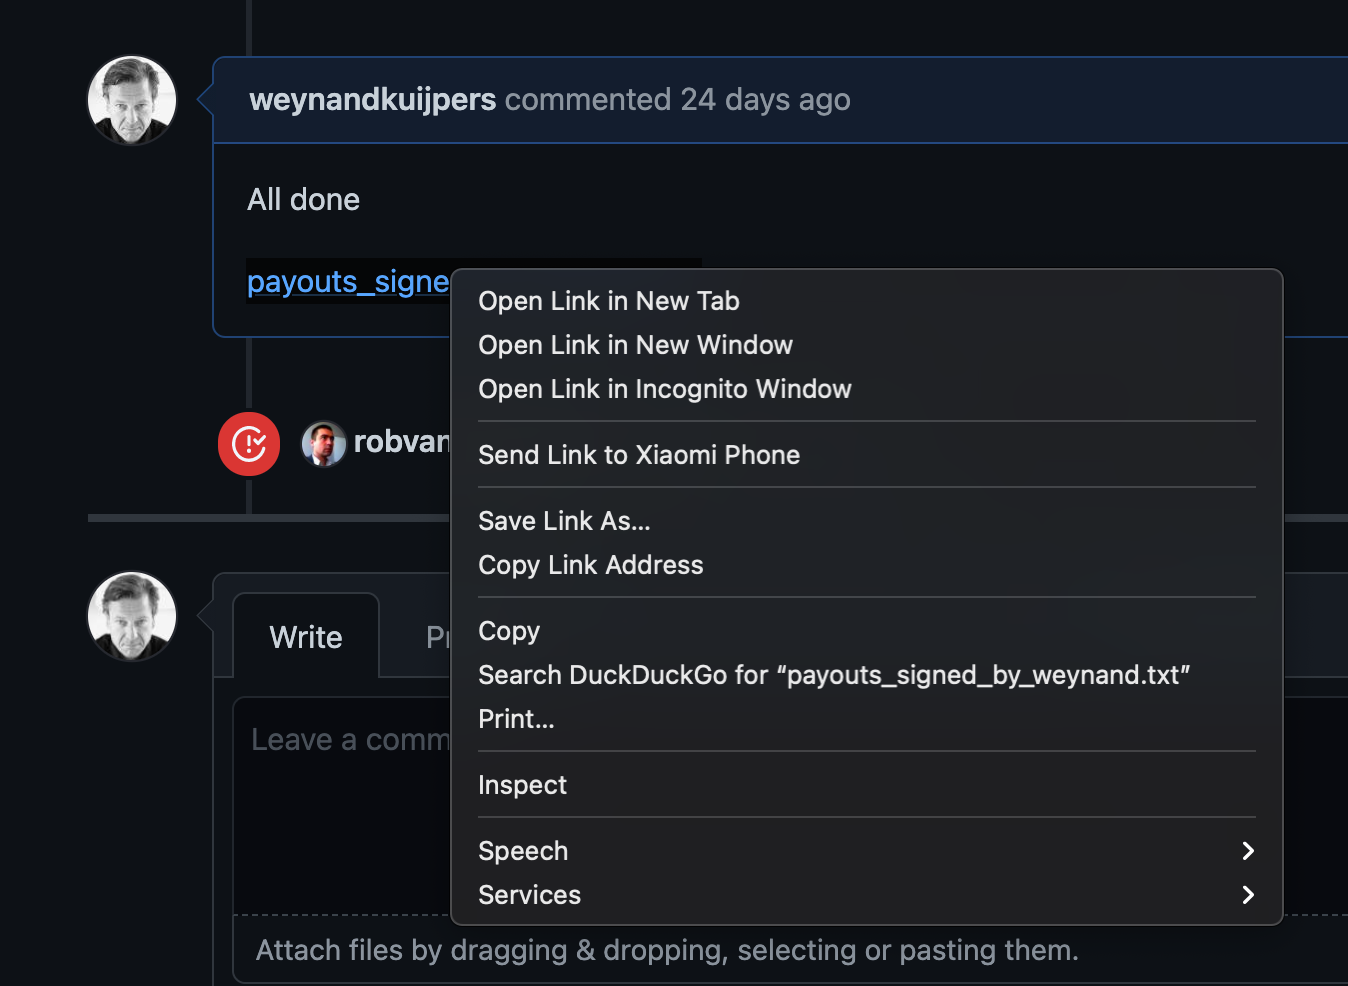 weynandkuijpers commented 24 days ago
All done
payouts_signe
Open Link in New Tab
Open Link in New Window
Open Link in Incognito Window
robvan
Send Link to Xiaomi Phone
Save Link As...
Copy Link Address
Write
Copy
Search DuckDuckGo for “payouts_signed_by_weynand.txt”
Print...
Leave a comm
Inspect
Speech
Services
Attach files by dragging & dropping, selecting or pasting them.